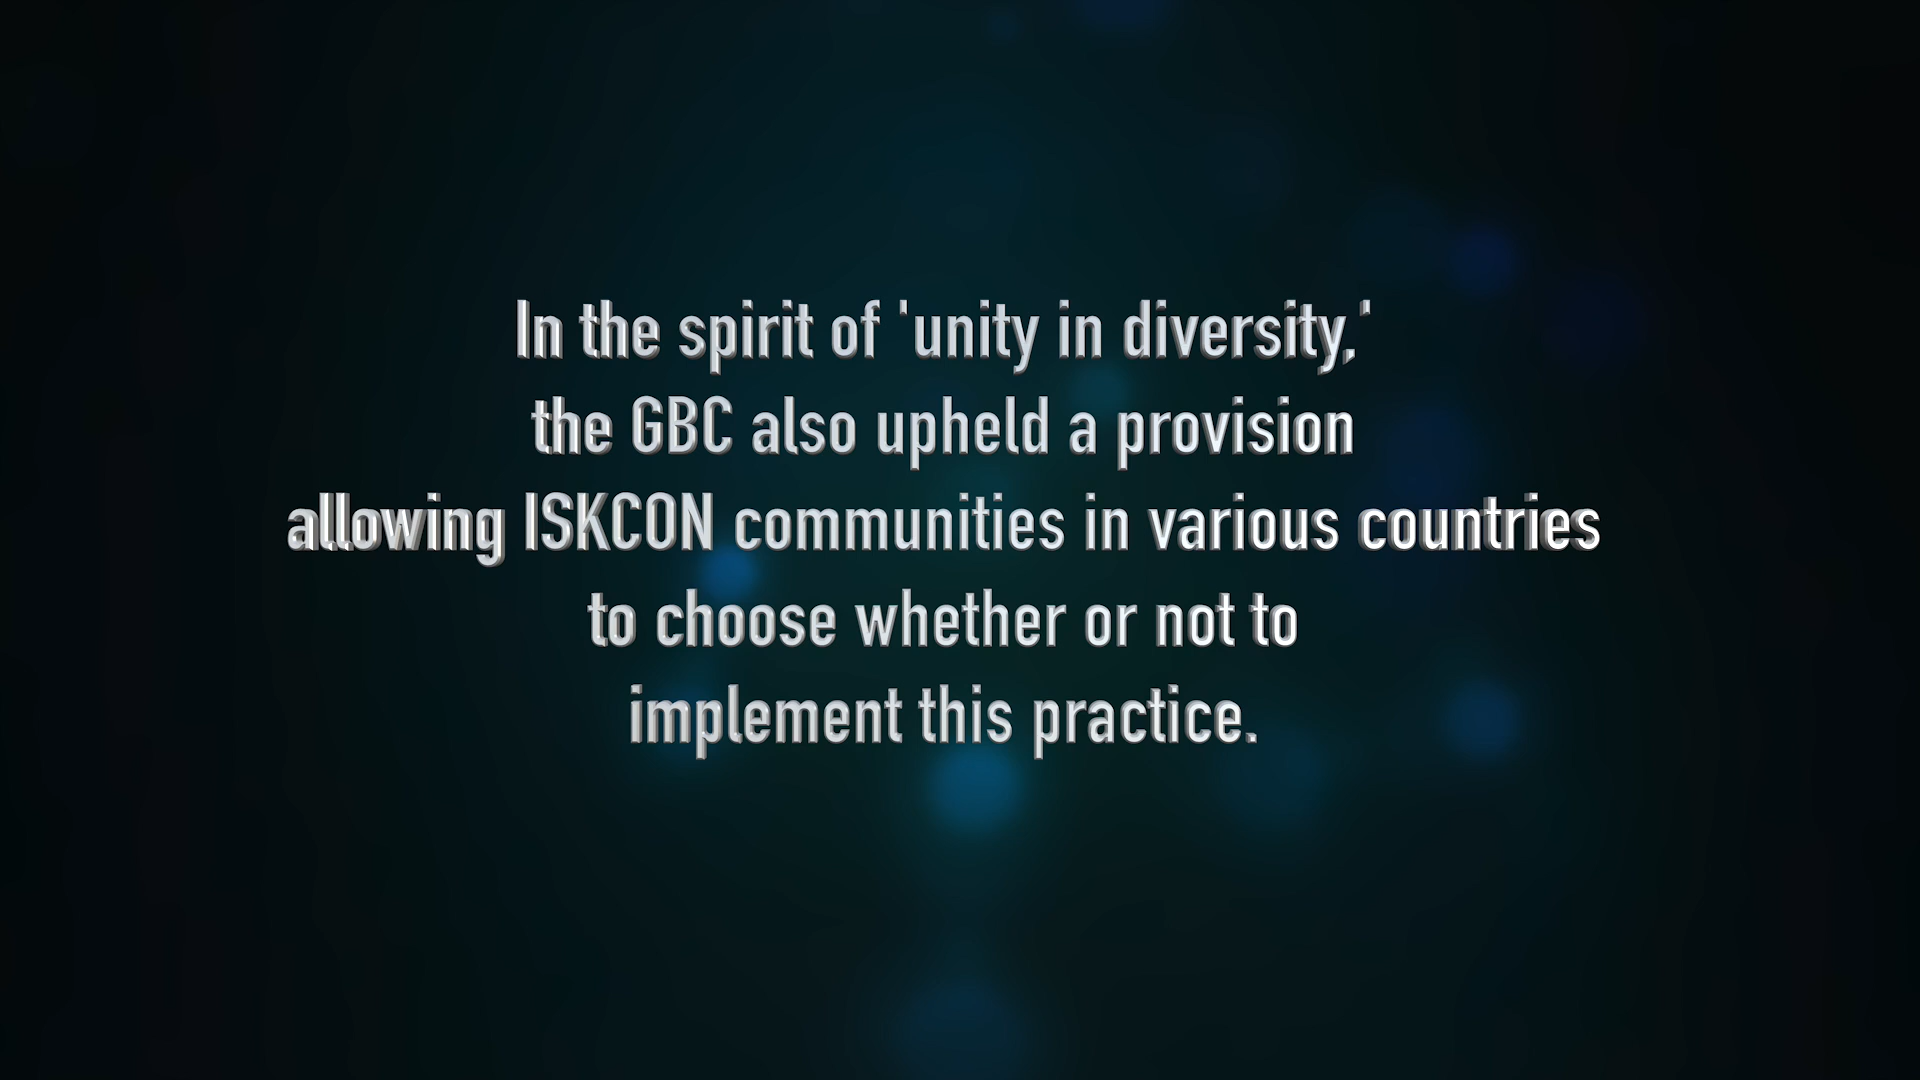 In the spirit of 'unity in diversity,'
the GBC also upheld a provision
allowing ISKCON communities in various countries
to choose whether or not to
implement this practice.